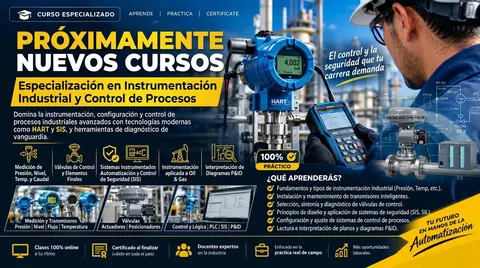 CURSO ESPECIALIZADO
APRENDE | PRACTICA | CERTIFÍCATE
PRÓXIMAMENTE
NUEVOS CURSOS
Especialización en Instrumentación
Industrial y Control de Procesos
Domina la instrumentación, configuración y control de
procesos industriales avanzados con tecnologías modernas
como HART y SIS, y herramientas de diagnóstico de
vanguardia.
El control y la
seguridad que tu
carrera demanda
4,002
HART
Medición de
Presión, Nivel,
Temp. y Caudal
Válvulas de Control
y Elementos
Finales
Sistemas Instrumentados
Automatización y Control
de Seguridad (SIS)
Instrumentación
aplicada a Oil
& Gas
Interpretación de
Diagramas P&ID
100%
PRÁCTICO
Medición y Transmisores
Presión | Nivel | Flujo | Temperatura
Válvulas
Actuadores | Posicionadores
Control y Lógica
PLC | SIS | P&ID
¿QUÉ APRENDERÁS?
Fundamentos y tipos de instrumentación industrial (Presión, Temp, etc.).
Instalación y mantenimiento de transmisores inteligentes.
Selección, sintonía y diagnóstico de válvulas de control.
Principios de diseño y aplicación de sistemas de seguridad (SIS, SIL).
Configuración y ajuste de sistemas de control de procesos.
Lectura e interpretación de planos y diagramas P&ID.
TU FUTURO
EN MANOS DE LA
Automatización
Clases 100% online
a tu ritmo
Certificado al finalizar
(válido en todo el país)
Docentes expertos
en la industria
Enfocado en la
práctica real de campo
Más oportunidades
laborales